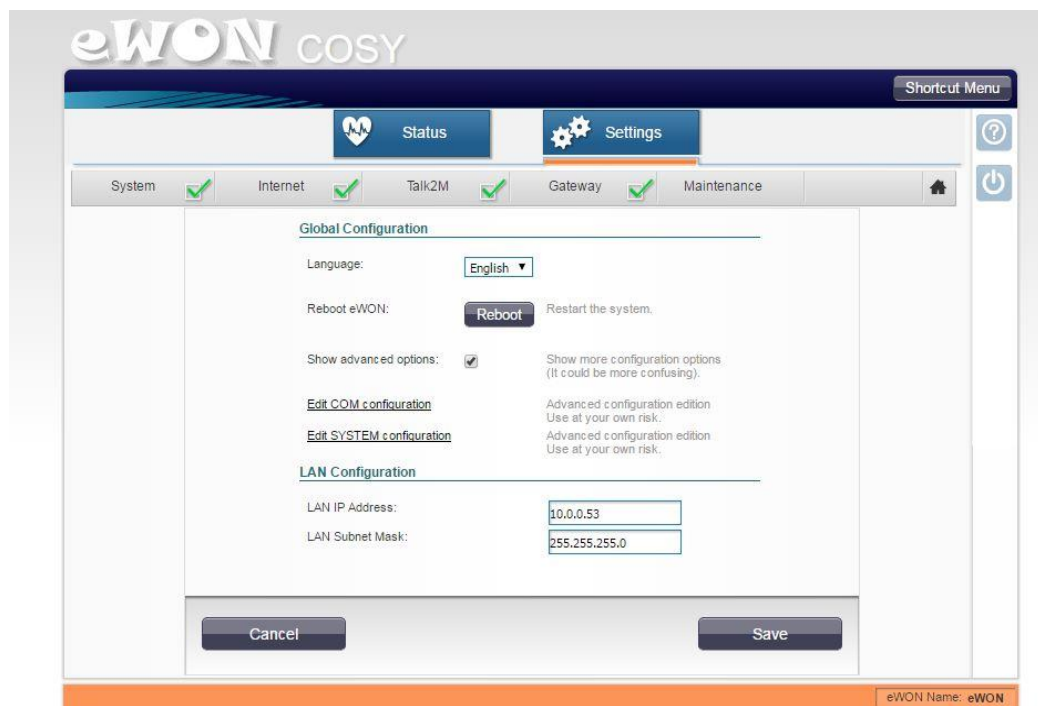 eWON COSY
Shortcut Menu
Status
Settings
System
Internet
Talk2M
Gateway
Maintenance
Global Configuration
Language:
English
Reboot eWON:
Reboot
Restart the system.
Show advanced options:
Show more configuration options
(It could be more confusing).
Edit COM configuration
Advanced configuration edition
Use at your own risk.
Edit SYSTEM configuration
Advanced configuration edition
Use at your own risk.
LAN Configuration
LAN IP Address:
10.0.0.53
LAN Subnet Mask:
255.255.255.0
Cancel
Save
eWON Name: eWON